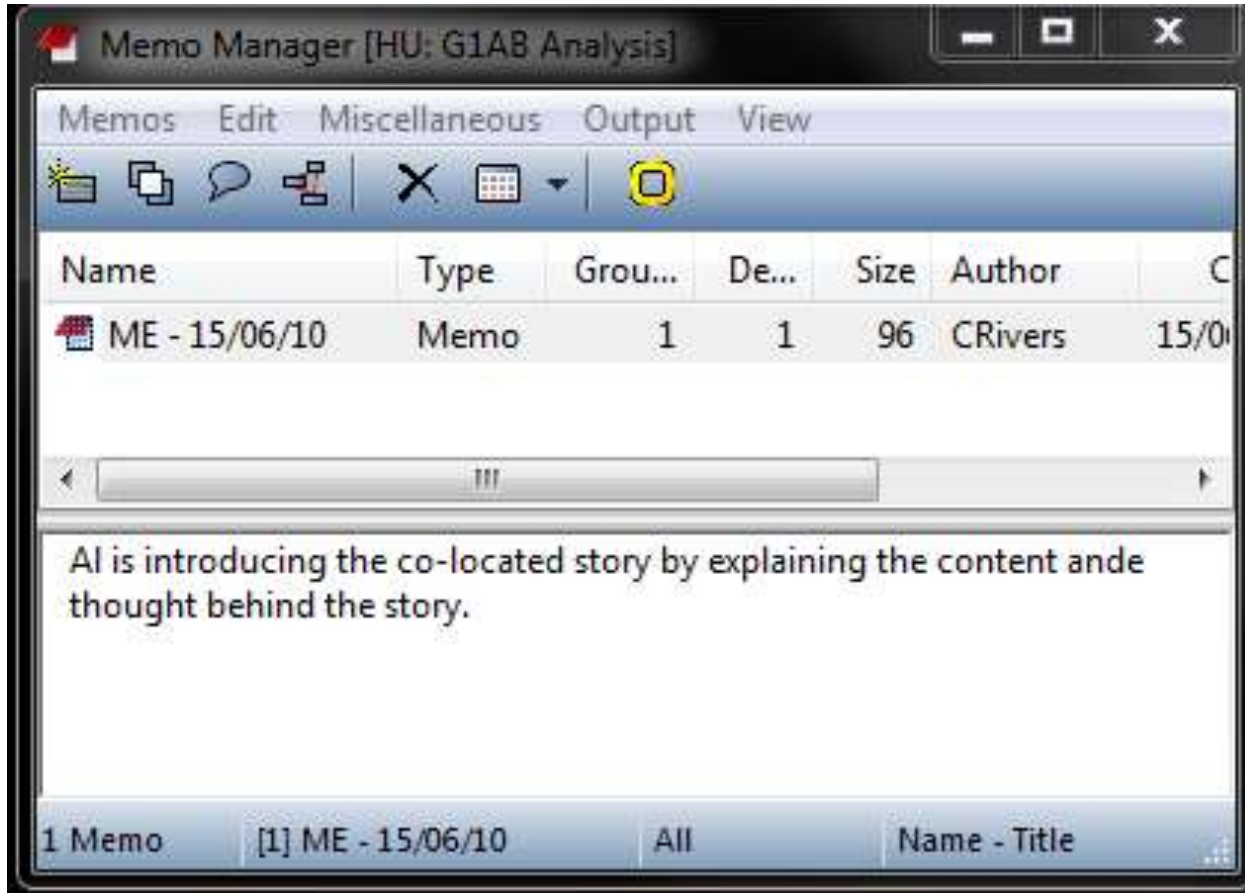 Memo Manager [HU: G1AB Analysis]
Memos Edit Miscellaneous Output View
Name Type Grou... De... Size Author C
ME - 15/06/10 Memo 1 1 96 CRivers 15/0
Al is introducing the co-located story by explaining the content ande
thought behind the story.
1 Memo [1] ME - 15/06/10 All Name - Title